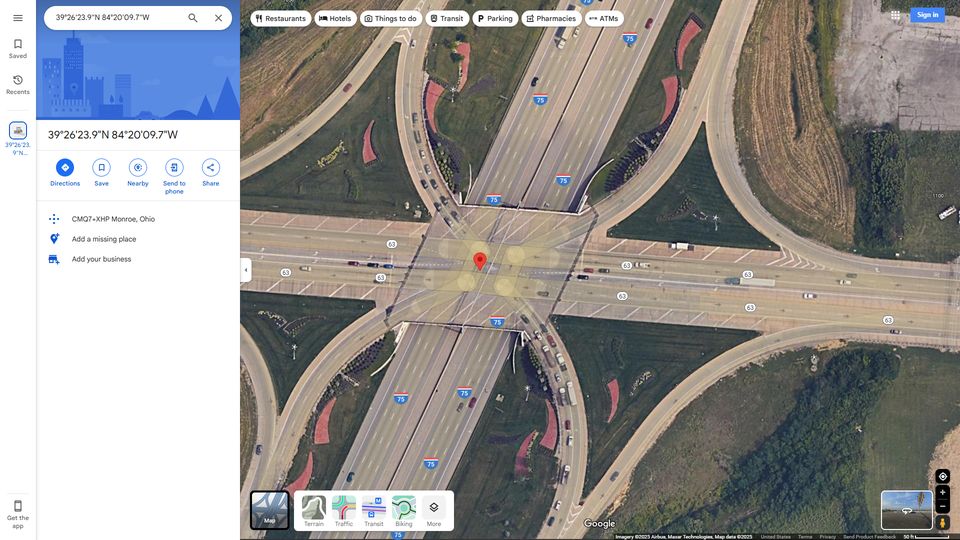 39°26'23.9"N 84°20'09.7"W
Restaurants
Hotels
Things to do
Transit
Parking
Pharmacies
ATMs
Sign in
Saved
Recents
39°26'23.
9"N...
39°26'23.9"N 84°20'09.7"W
Directions
Save
Nearby
Send to
phone
Share
CMQ7+XHP Monroe, Ohio
Add a missing place
Add your business
Get the
app
75
75
75
75
63
63
63
63
63
63
63
63
75
75
75
75
75
Map
Terrain
Traffic
Transit
Biking
More
Google
Imagery ©2025 Airbus, Maxar Technologies, Map data ©2025
United States
Terms
Privacy
Send Product Feedback
50 ft